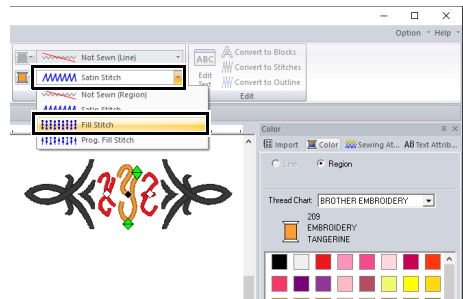 Option Help
Not Sewn (Line)
Satin Stitch
Not Sewn (Region)
Satin Stitch
Fill Stitch
Prog. Fill Stitch
ABC
Edit
Text
Convert to Blocks
Convert to Stitches
Convert to Outline
Edit
Color
Import Color Sewing At... AB Text Attrib...
Line Region
Thread Chart: BROTHER EMBROIDERY
209
EMBROIDERY
TANGERINE